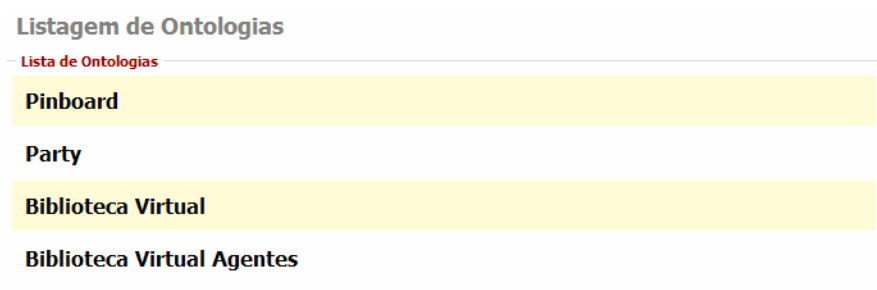 Listagem de Ontologias
Lista de Ontologias
Pinboard
Party
Biblioteca Virtual
Biblioteca Virtual Agentes